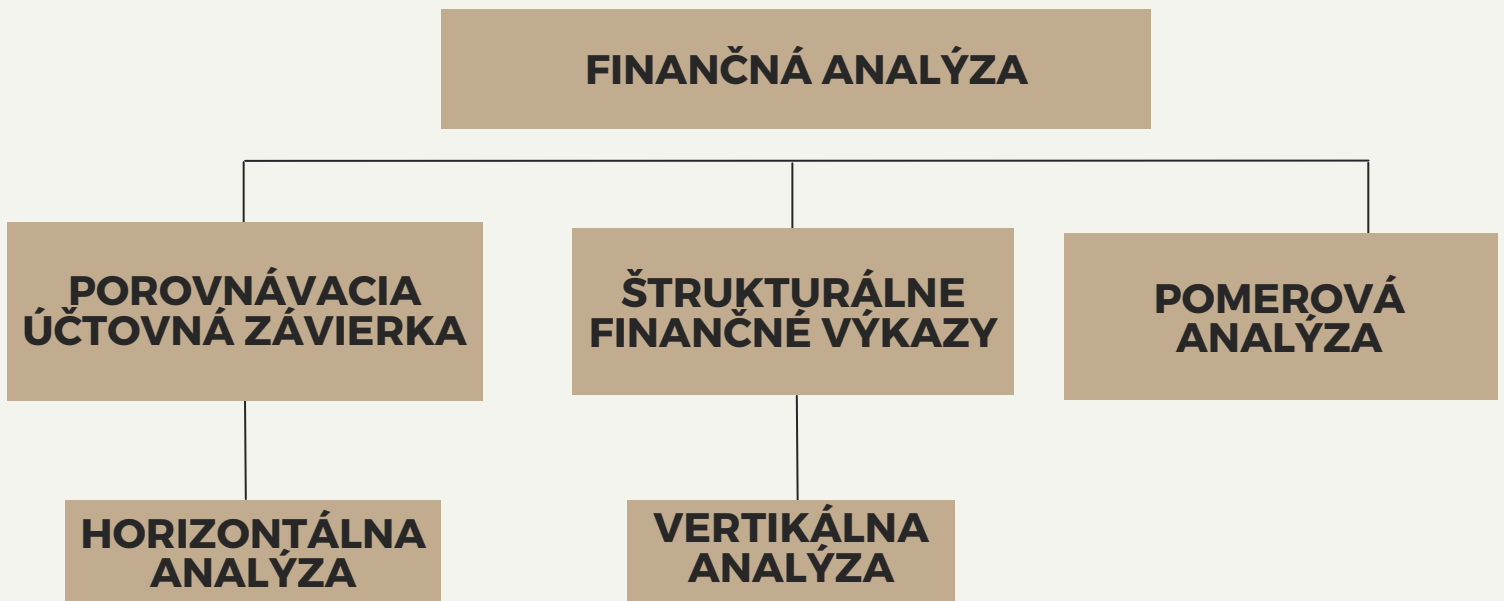 FINANČNÁ ANALÝZA
POROVNÁVACIA
ÚČTOVNÁ ZÁVIERKA
ŠTRUKTURÁLNE
FINANČNÉ VÝKAZY
POMEROVÁ
ANALÝZA
HORIZONTÁLNA
ANALÝZA
VERTIKÁLNA
ANALÝZA